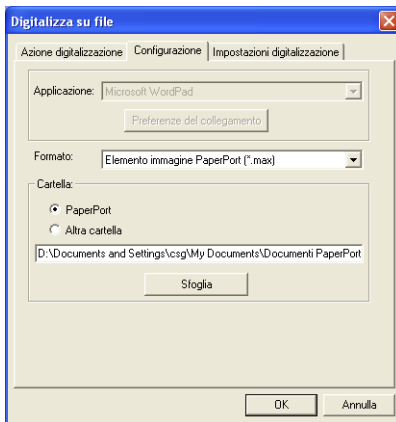 Digitalizza su file
Azione digitalizzazione Configurazione Impostazioni digitalizzazione
Applicazione: Microsoft WordPad
Preferenze del collegamento
Formato: Elemento immagine PaperPort (*.max)
Cartella:
PaperPort
Altra cartella
D:\Documents and Settings\csg\My Documents\Documenti PaperPort
Sfoglia
OK Annulla